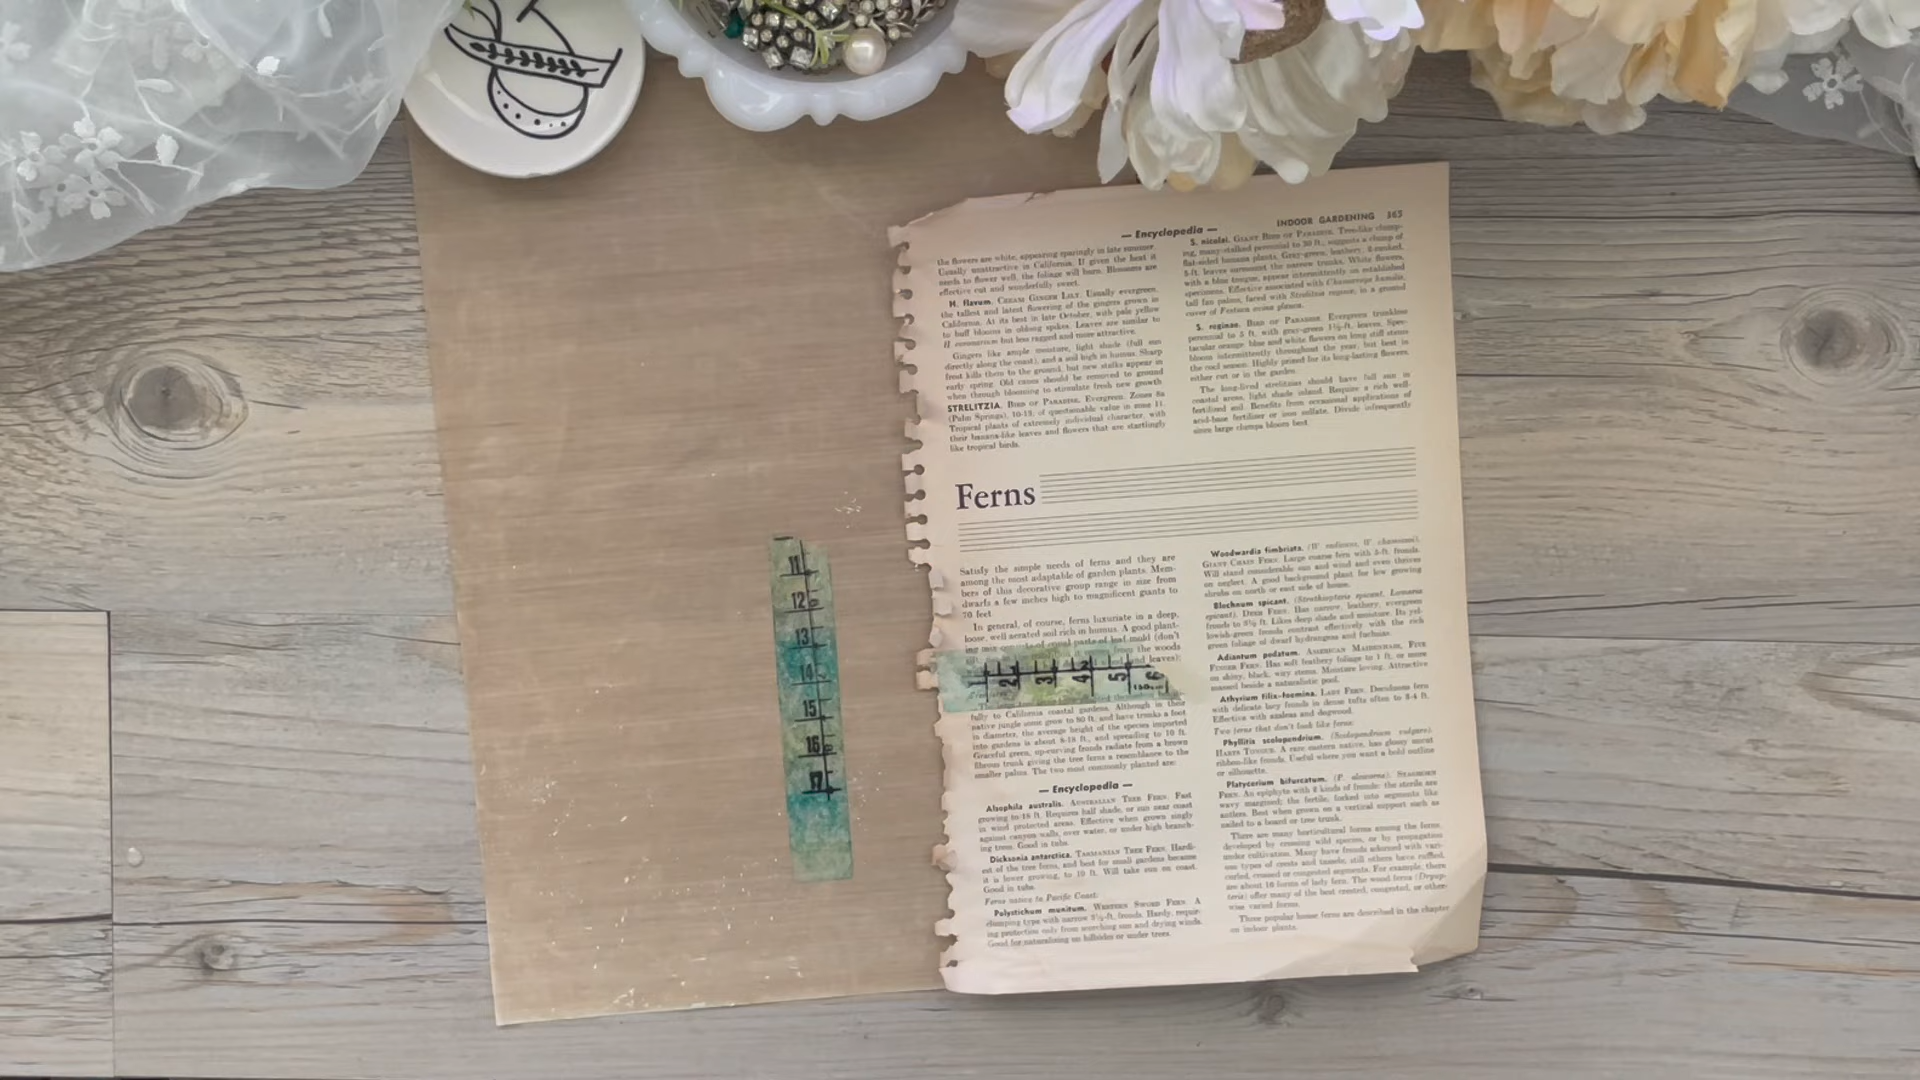 INDOOR GARDENING 365
— Encyclopedia —
the flowers are white, appearing sparingly in late summer.
Usually unattractive in California. If given the heat it
needs to flower well, the foliage will burn. Blossoms are
effective cut and wonderfully sweet.
H. flavum. CREAM GINGER LILY. Usually evergreen,
the tallest and latest flowering of the gingers grown in
California. At its best in late October, with pale yellow
to buff blooms in oblong spikes. Leaves are similar to
H. coronarium but less ragged and more attractive.
Gingers like ample moisture, light shade (full sun
directly along the coast), and a soil high in humus. Sharp
frost kills them to the ground, but new stalks appear in
early spring. Old canes should be removed to ground
when through blooming to stimulate fresh new growth
STRELITZIA. BIRD OF PARADISE. Evergreen. Zones 8a
(Palm Springs), 10-13, of questionable value in zone 11.
Tropical plants of extremely individual character, with
their banana-like leaves and flowers that are startlingly
like tropical birds.
S. nicolai. GIANT BIRD OF PARADISE. Tree-like clump-
ing, many-stalked perennial to 30 ft., supports a clump of
flat-sided banana plants. Gray-green, leathery,
5-ft. leaves surmount the narrow trunks. White flowers,
with a blue tongue, appear intermittently on established
specimens. Effective associated with Chamaerops humilis,
tall fan palms, faced with Strelitzia reginae, in a ground
cover of Festuca ovina glauca.
S. reginae. BIRD OF PARADISE. Evergreen trunkless
perennial to 5 ft. with gray-green 1½-ft. leaves. Spec-
tacular orange blue and white flowers on long stiff stems
bloom intermittently throughout the year, but best in
the cool season. Highly prized for its long-lasting flowers,
either cut or in the garden.
The long-lived strelitzias should have full sun in
coastal areas, light shade inland. Require a rich well-
fertilized soil. Benefits from occasional applications of
acid-base fertilizer or iron sulfate. Divide infrequently
since large clumps bloom best.
Ferns
Satisfy the simple needs of ferns and they are
among the most adaptable of garden plants. Mem-
bers of this decorative group range in size from
dwarfs a few inches high to magnificent giants to
70 feet.
In general, of course, ferns luxuriate in a deep,
loose, well aerated soil rich in humus. A good plant-
ing mix consists of equal parts of leaf mold (don't
from the woods
and leaves);
fully to California coastal gardens. Although in their
native jungle some grow to 80 ft. and have trunks a foot
in diameter, the average height of the species imported
into gardens is about 8-18 ft., and spreading to 10 ft.
Graceful green, up-curving fronds radiate from a brown
fibrous trunk giving the tree ferns a resemblance to the
smaller palms. The two most commonly planted are:
— Encyclopedia —
Alsophila australis. AUSTRALIAN TREE FERN. Fast
growing to 18 ft. Requires half shade, or sun near coast
in wind protected areas. Effective when grown singly
against canyon walls, over water, or under high branch-
ing trees. Good in tubs.
Dicksonia antarctica. TASMANIAN TREE FERN. Hardi-
est of the tree ferns, and best for small gardens because
it is lower growing, to 10 ft. Will take sun on coast.
Good in tubs.
Ferns native to Pacific Coast:
Polystichum munitum. WESTERN SWORD FERN. A
clumping type with narrow 3½-ft. fronds. Hardy, requir-
ing protection only from scorching sun and drying winds.
Good for naturalizing on hillsides or under trees.
Woodwardia fimbriata. (W. radicans, W. chamissoi).
GIANT CHAIN FERN. Large coarse fern with 5-ft. fronds.
Will stand considerable sun and wind and even thrives
on neglect. A good background plant for low growing
shrubs on north or east side of house.
Blechnum spicant. (Struthiopteris spicant, Lomaria
spicant). DEER FERN. Has narrow, leathery, evergreen
fronds to 3½ ft. Likes deep shade and moisture. Its yel-
lowish-green fronds contrast effectively with the rich
green foliage of dwarf hydrangeas and fuchsias.
Adiantum pedatum. AMERICAN MAIDENHAIR, FIVE
FINGER FERN. Has soft feathery foliage to 1 ft. or more
on shiny, black, wiry stems. Moisture loving. Attractive
massed beside a naturalistic pool.
Athyrium filix-foemina. LADY FERN. Deciduous fern
with delicate lacy fronds in dense tufts often to 3-4 ft.
Effective with azaleas and dogwood.
Two ferns that don't look like ferns:
Phyllitis scolopendrium. (Scolopendrium vulgare).
HARTS TONGUE. A rare eastern native, has glossy uncut
ribbon-like fronds. Useful where you want a bold outline
or silhouette.
Platycerium bifurcatum. (P. alcicorne). STAGHORN
FERN. An epiphyte with 2 kinds of fronds: the sterile are
wavy margined; the fertile, forked into segments like
antlers. Best when grown on a vertical support such as
nailed to a board or tree trunk.
There are many horticultural forms among the ferns,
developed by crossing wild species, or by propagation
under cultivation. Many have fronds adorned with vari-
ous types of crests and tassels, still others have ruffled,
curled, crossed or congested segments. For example, there
are about 16 forms of lady fern. The wood ferns (Dryop-
teris) offer many of the best crested, congested, or other-
wise varied forms.
Three popular house ferns are described in the chapter
on indoor plants.
11
12
13
14
15
16
17
2
3
4
5
6